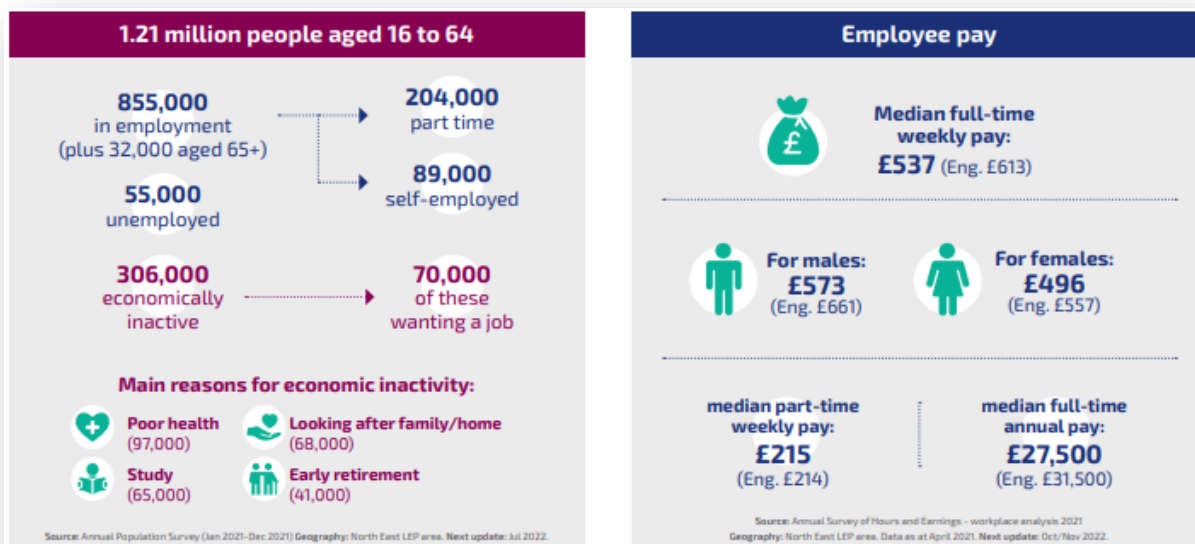 1.21 million people aged 16 to 64
855,000
in employment
(plus 32,000 aged 65+)
204,000
part time
89,000
self-employed
55,000
unemployed
306,000
economically
inactive
70,000
of these
wanting a job
Main reasons for economic inactivity:
Poor health
(97,000)
Looking after family/home
(68,000)
Study
(65,000)
Early retirement
(41,000)
Source: Annual Population Survey (Jan 2021-Dec 2021) Geography: North East LEP area. Next update: Jul 2022.
Employee pay
£
Median full-time
weekly pay:
£537 (Eng. £613)
For males:
£573
(Eng. £661)
For females:
£496
(Eng. £557)
median part-time
weekly pay:
£215
(Eng. £214)
median full-time
annual pay:
£27,500
(Eng. £31,500)
Source: Annual Survey of Hours and Earnings - workplace analysis 2021
Geography: North East LEP area. Data as at April 2021. Next update: Oct/Nov 2022.